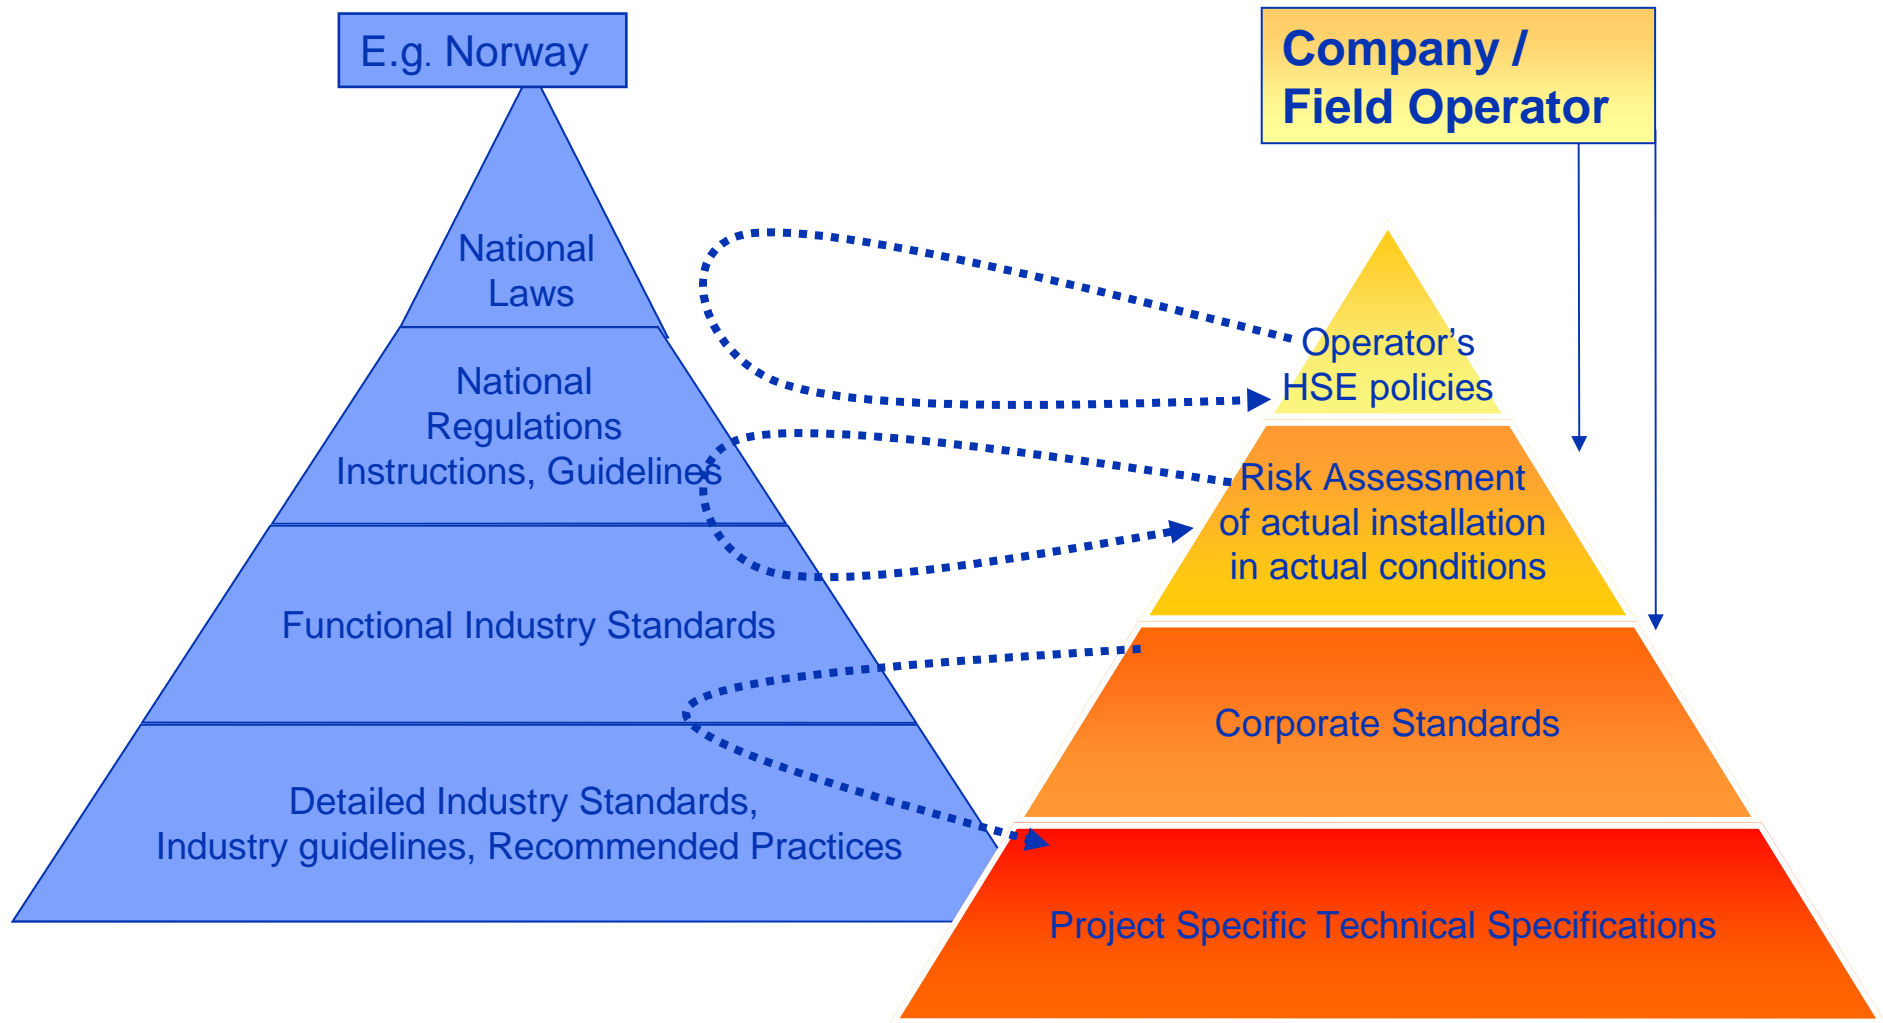 E.g. Norway
National
Laws
National
Regulations
Instructions, Guidelines
Functional Industry Standards
Detailed Industry Standards,
Industry guidelines, Recommended Practices
Company /
Field Operator
Operator’s
HSE policies
Risk Assessment
of actual installation
in actual conditions
Corporate Standards
Project Specific Technical Specifications